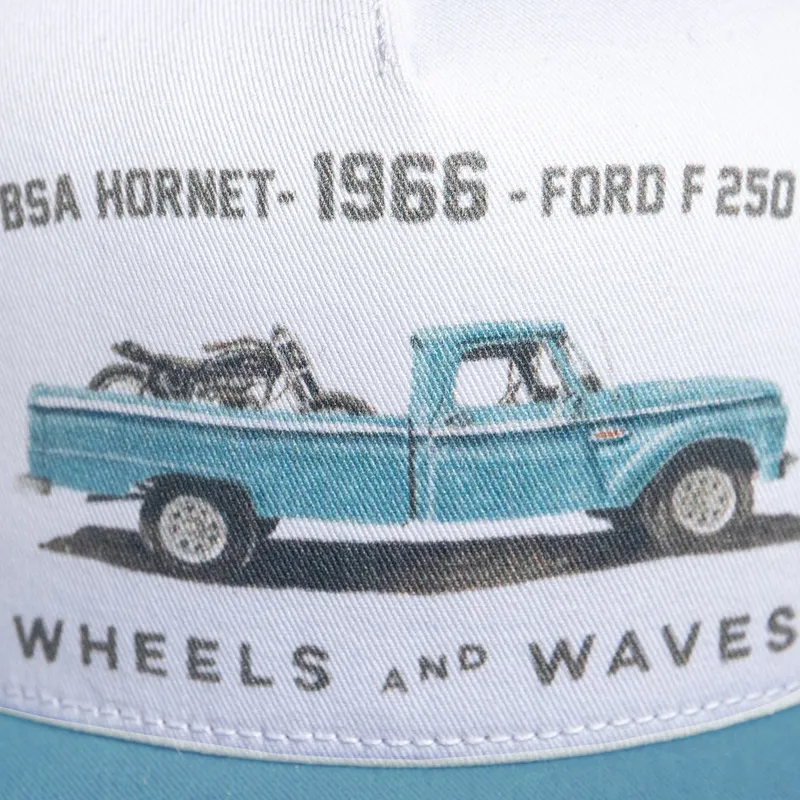 BSA HORNET- 1966 - FORD F 250
WHEELS AND WAVES